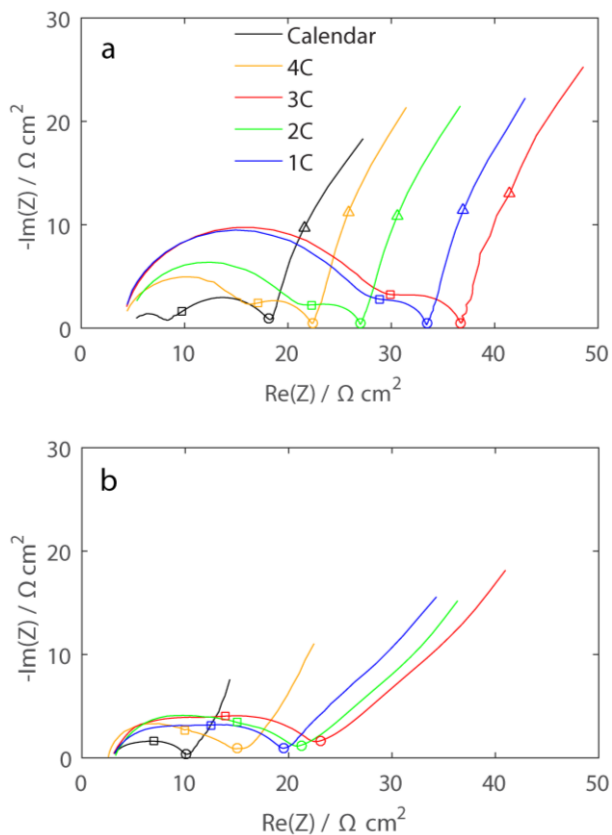 a
Calendar
4C
3C
2C
1C
30
20
10
0
-Im(Z) / Ω cm²
0 10 20 30 40 50
Re(Z) / Ω cm²
b
30
20
10
0
-Im(Z) / Ω cm²
0 10 20 30 40 50
Re(Z) / Ω cm²